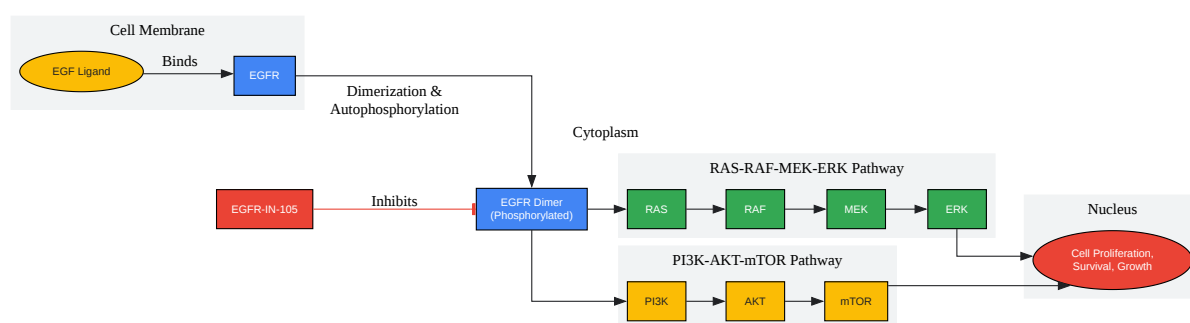 Cell Membrane
EGF Ligand
Binds
EGFR
Dimerization &
Autophosphorylation
Cytoplasm
RAS-RAF-MEK-ERK Pathway
EGFR-IN-105
Inhibits
EGFR Dimer
(Phosphorylated)
RAS
RAF
MEK
ERK
Nucleus
Cell Proliferation,
Survival, Growth
PI3K-AKT-mTOR Pathway
PI3K
AKT
mTOR